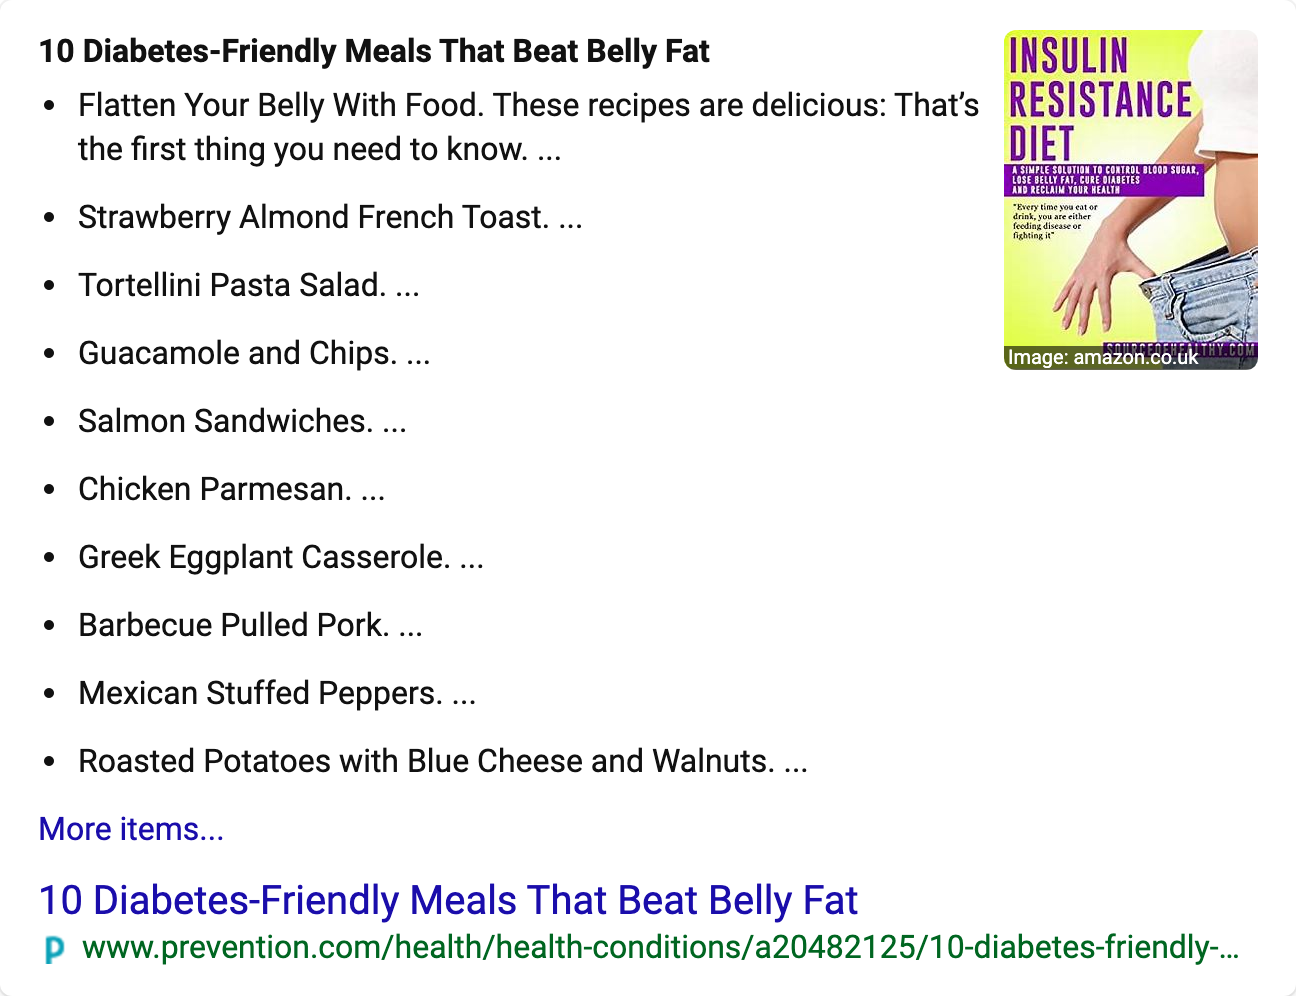 10 Diabetes-Friendly Meals That Beat Belly Fat
• Flatten Your Belly With Food. These recipes are delicious: That’s
the first thing you need to know. ...
• Strawberry Almond French Toast. ...
• Tortellini Pasta Salad. ...
• Guacamole and Chips. ...
• Salmon Sandwiches. ...
• Chicken Parmesan. ...
• Greek Eggplant Casserole. ...
• Barbecue Pulled Pork. ...
• Mexican Stuffed Peppers. ...
• Roasted Potatoes with Blue Cheese and Walnuts. ...
More items...
INSULIN
RESISTANCE
DIET
A SIMPLE SOLUTION TO CONTROL BLOOD SUGAR,
LOSE BELLY FAT, CURE DIABETES
AND RECLAIM YOUR HEALTH
"Every time you eat or
drink, you are either
feeding disease or
fighting it"
SOURCEOFHEALTHY.COM
Image: amazon.co.uk
10 Diabetes-Friendly Meals That Beat Belly Fat
p www.prevention.com/health/health-conditions/a20482125/10-diabetes-friendly-...